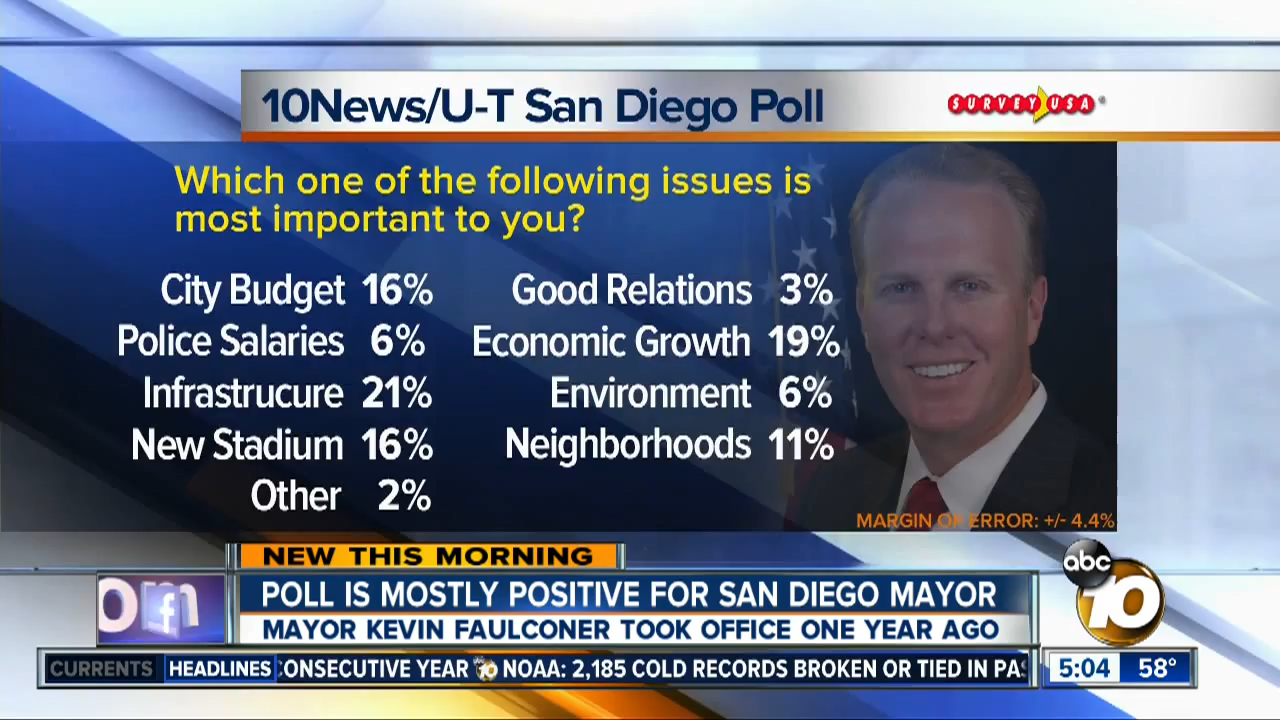 10News/U-T San Diego Poll
SURVEY USA
Which one of the following issues is
most important to you?
City Budget 16%
Police Salaries 6%
Infrastrucure 21%
New Stadium 16%
Other 2%
Good Relations 3%
Economic Growth 19%
Environment 6%
Neighborhoods 11%
MARGIN OF ERROR: +/- 4.4%
NEW THIS MORNING
POLL IS MOSTLY POSITIVE FOR SAN DIEGO MAYOR
MAYOR KEVIN FAULCONER TOOK OFFICE ONE YEAR AGO
abc
10
CURRENTS HEADLINES CONSECUTIVE YEAR 10 NOAA: 2,185 COLD RECORDS BROKEN OR TIED IN PAS
5:04 58°